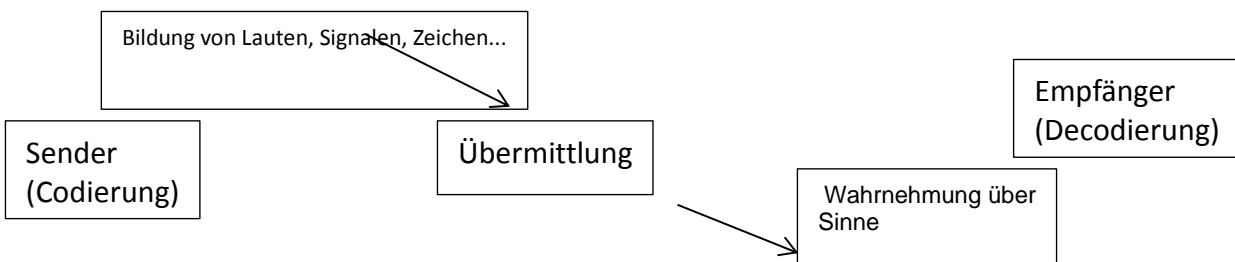 Bildung von Lauten, Signalen, Zeichen...
Sender
(Codierung)
Übermittlung
Wahrnehmung über
Sinne
Empfänger
(Decodierung)